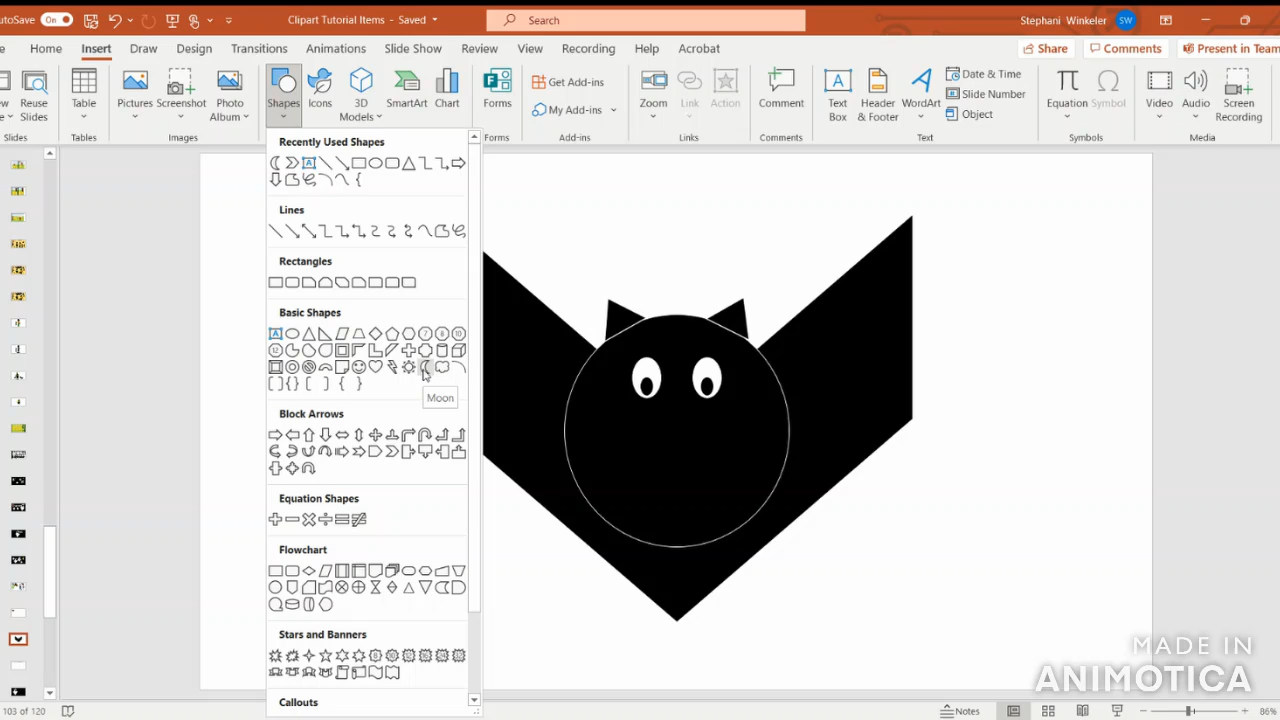 utoSave On
Clipart Tutorial Items - Saved
Search
Stephani Winkeler
SW
Home Insert Draw Design Transitions Animations Slide Show Review View Recording Help Acrobat
Share
Comments
Present in Team
Reuse
Slides
Table
Pictures
Screenshot
Photo
Album
Shapes
Icons
3D
Models
SmartArt
Chart
Forms
Get Add-ins
My Add-ins
Zoom
Link
Action
Comment
Text
Box
Header
& Footer
WordArt
Date & Time
Slide Number
Object
Equation
Symbol
Video
Audio
Screen
Recording
Slides
Tables
Images
Forms
Add-ins
Links
Comments
Text
Symbols
Media
Recently Used Shapes
Lines
Rectangles
Basic Shapes
Moon
Block Arrows
Equation Shapes
Flowchart
Stars and Banners
Callouts
MADE IN
ANIMOTICA
103 of 120
Notes
86%